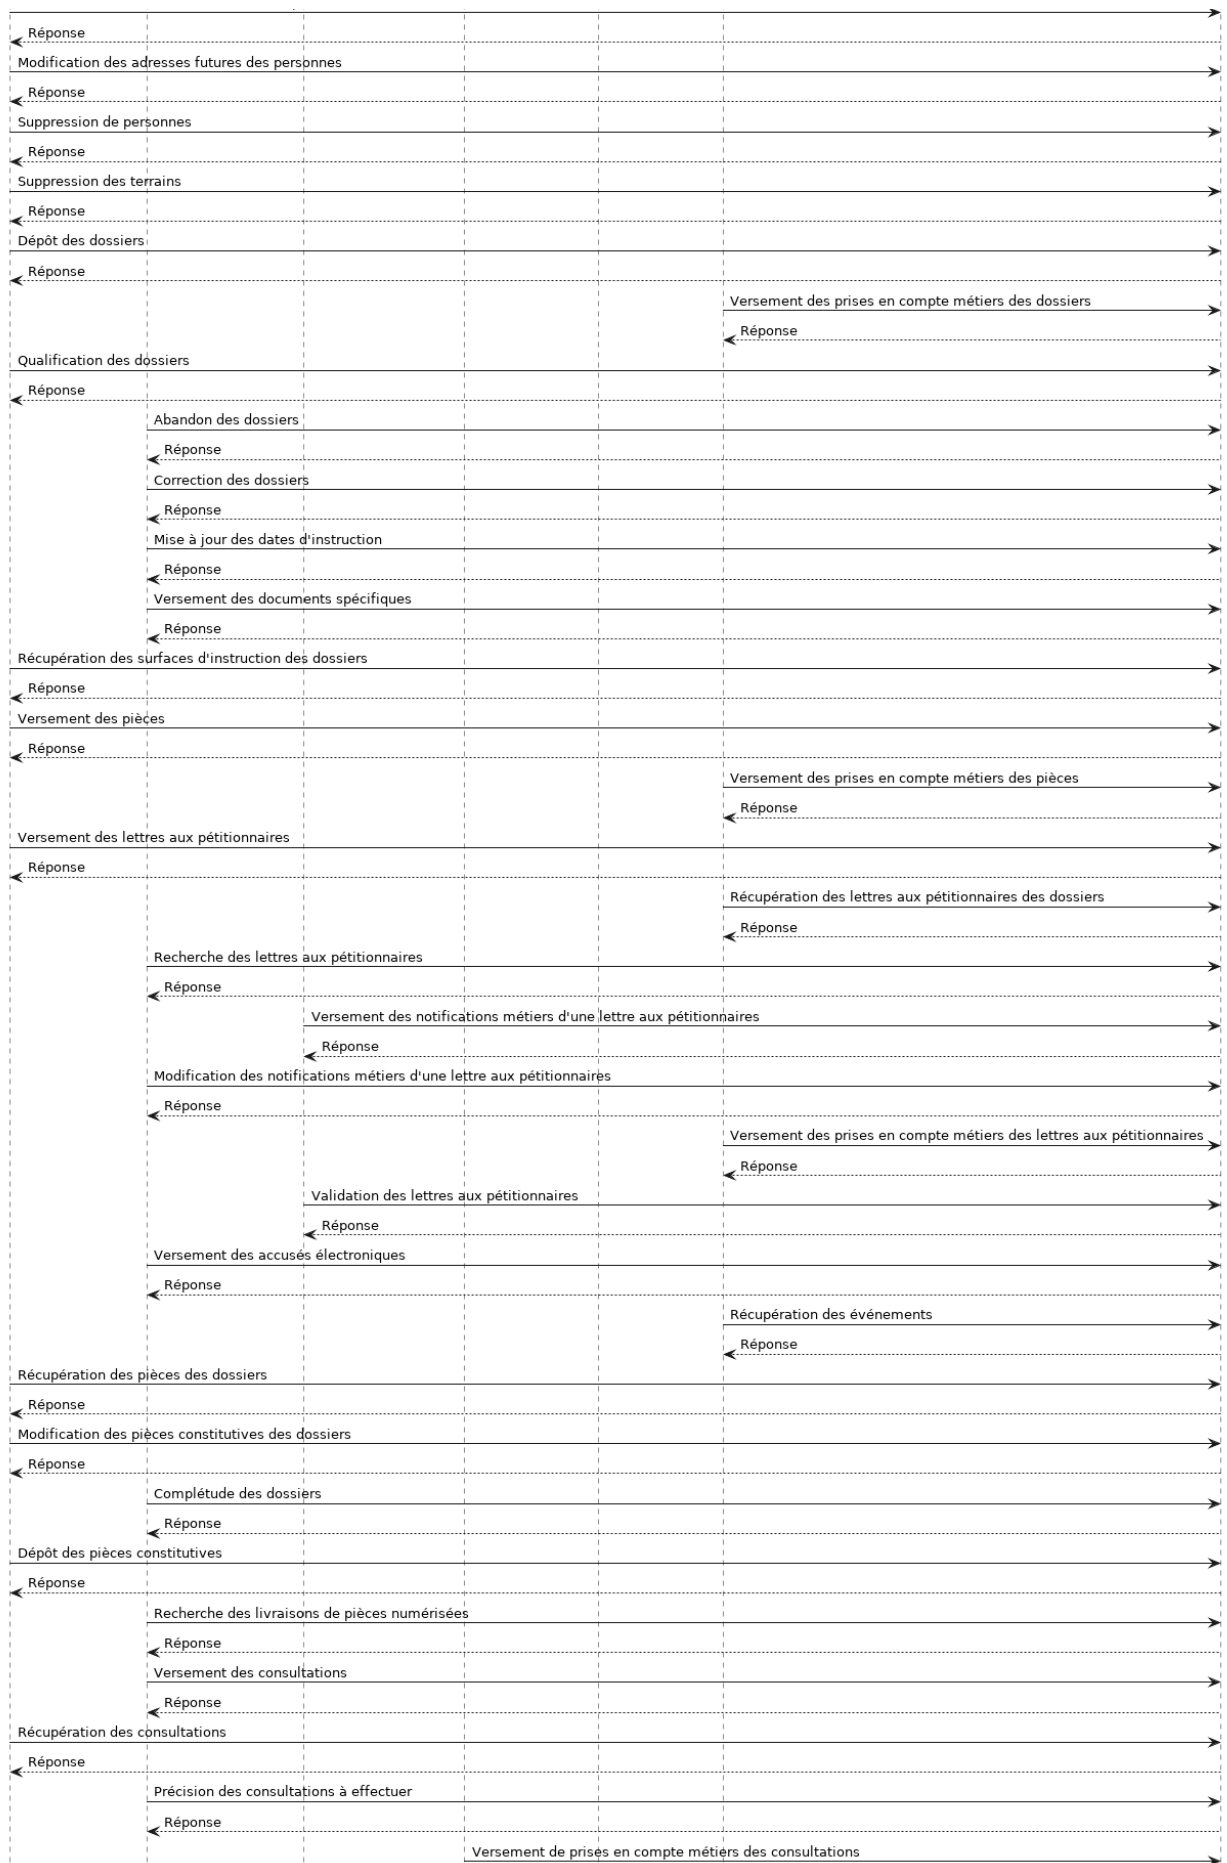 Réponse
Modification des adresses futures des personnes
Réponse
Suppression de personnes
Réponse
Suppression des terrains
Réponse
Dépôt des dossiers
Réponse
Versement des prises en compte métiers des dossiers
Réponse
Qualification des dossiers
Réponse
Abandon des dossiers
Réponse
Correction des dossiers
Réponse
Mise à jour des dates d'instruction
Réponse
Versement des documents spécifiques
Réponse
Récupération des surfaces d'instruction des dossiers
Réponse
Versement des pièces
Réponse
Versement des prises en compte métiers des pièces
Réponse
Versement des lettres aux pétitionnaires
Réponse
Récupération des lettres aux pétitionnaires des dossiers
Réponse
Recherche des lettres aux pétitionnaires
Réponse
Versement des notifications métiers d'une lettre aux pétitionnaires
Réponse
Modification des notifications métiers d'une lettre aux pétitionnaires
Réponse
Versement des prises en compte métiers des lettres aux pétitionnaires
Réponse
Validation des lettres aux pétitionnaires
Réponse
Versement des accusés électroniques
Réponse
Récupération des événements
Réponse
Récupération des pièces des dossiers
Réponse
Modification des pièces constitutives des dossiers
Réponse
Complétude des dossiers
Réponse
Dépôt des pièces constitutives
Réponse
Recherche des livraisons de pièces numérisées
Réponse
Versement des consultations
Réponse
Récupération des consultations
Réponse
Précision des consultations à effectuer
Réponse
Versement de prises en compte métiers des consultations